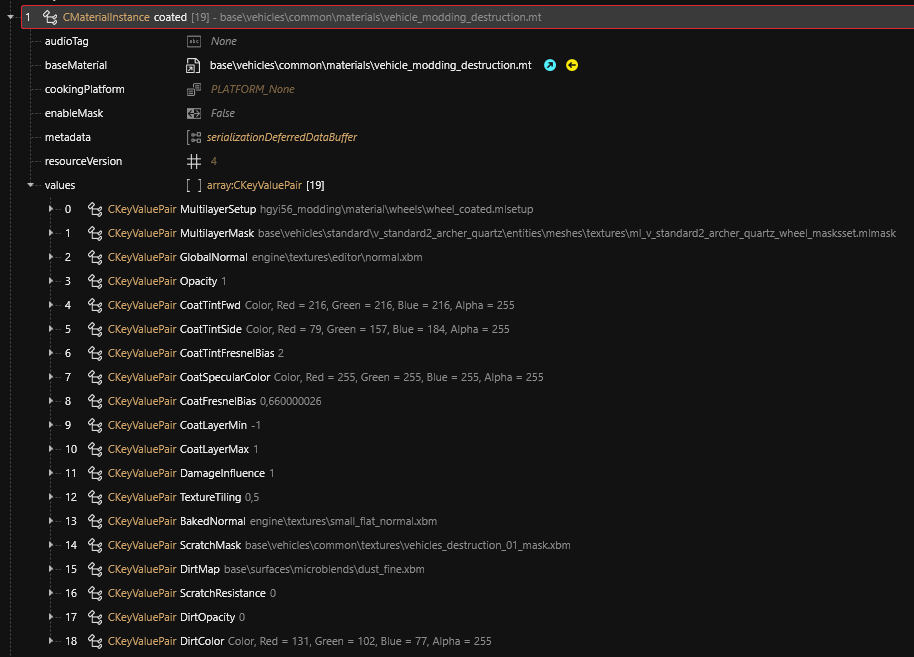 1 CMaterialInstance coated [19] - base\vehicles\common\materials\vehicle_modding_destruction.mt
audioTag abc None
baseMaterial base\vehicles\common\materials\vehicle_modding_destruction.mt
cookingPlatform PLATFORM_None
enableMask False
metadata serializationDeferredDataBuffer
resourceVersion 4
values [ ] array:CKeyValuePair [19]
0 CKeyValuePair MultilayerSetup hgyi56_modding\material\wheels\wheel_coated.mlsetup
1 CKeyValuePair MultilayerMask base\vehicles\standard\v_standard2_archer_quartz\entities\meshes\textures\ml_v_standard2_archer_quartz_wheel_masksset.mlmask
2 CKeyValuePair GlobalNormal engine\textures\editor\normal.xbm
3 CKeyValuePair Opacity 1
4 CKeyValuePair CoatTintFwd Color, Red = 216, Green = 216, Blue = 216, Alpha = 255
5 CKeyValuePair CoatTintSide Color, Red = 79, Green = 157, Blue = 184, Alpha = 255
6 CKeyValuePair CoatTintFresnelBias 2
7 CKeyValuePair CoatSpecularColor Color, Red = 255, Green = 255, Blue = 255, Alpha = 255
8 CKeyValuePair CoatFresnelBias 0,660000026
9 CKeyValuePair CoatLayerMin -1
10 CKeyValuePair CoatLayerMax 1
11 CKeyValuePair DamageInfluence 1
12 CKeyValuePair TextureTiling 0,5
13 CKeyValuePair BakedNormal engine\textures\small_flat_normal.xbm
14 CKeyValuePair ScratchMask base\vehicles\common\textures\vehicles_destruction_01_mask.xbm
15 CKeyValuePair DirtMap base\surfaces\microblends\dust_fine.xbm
16 CKeyValuePair ScratchResistance 0
17 CKeyValuePair DirtOpacity 0
18 CKeyValuePair DirtColor Color, Red = 131, Green = 102, Blue = 77, Alpha = 255